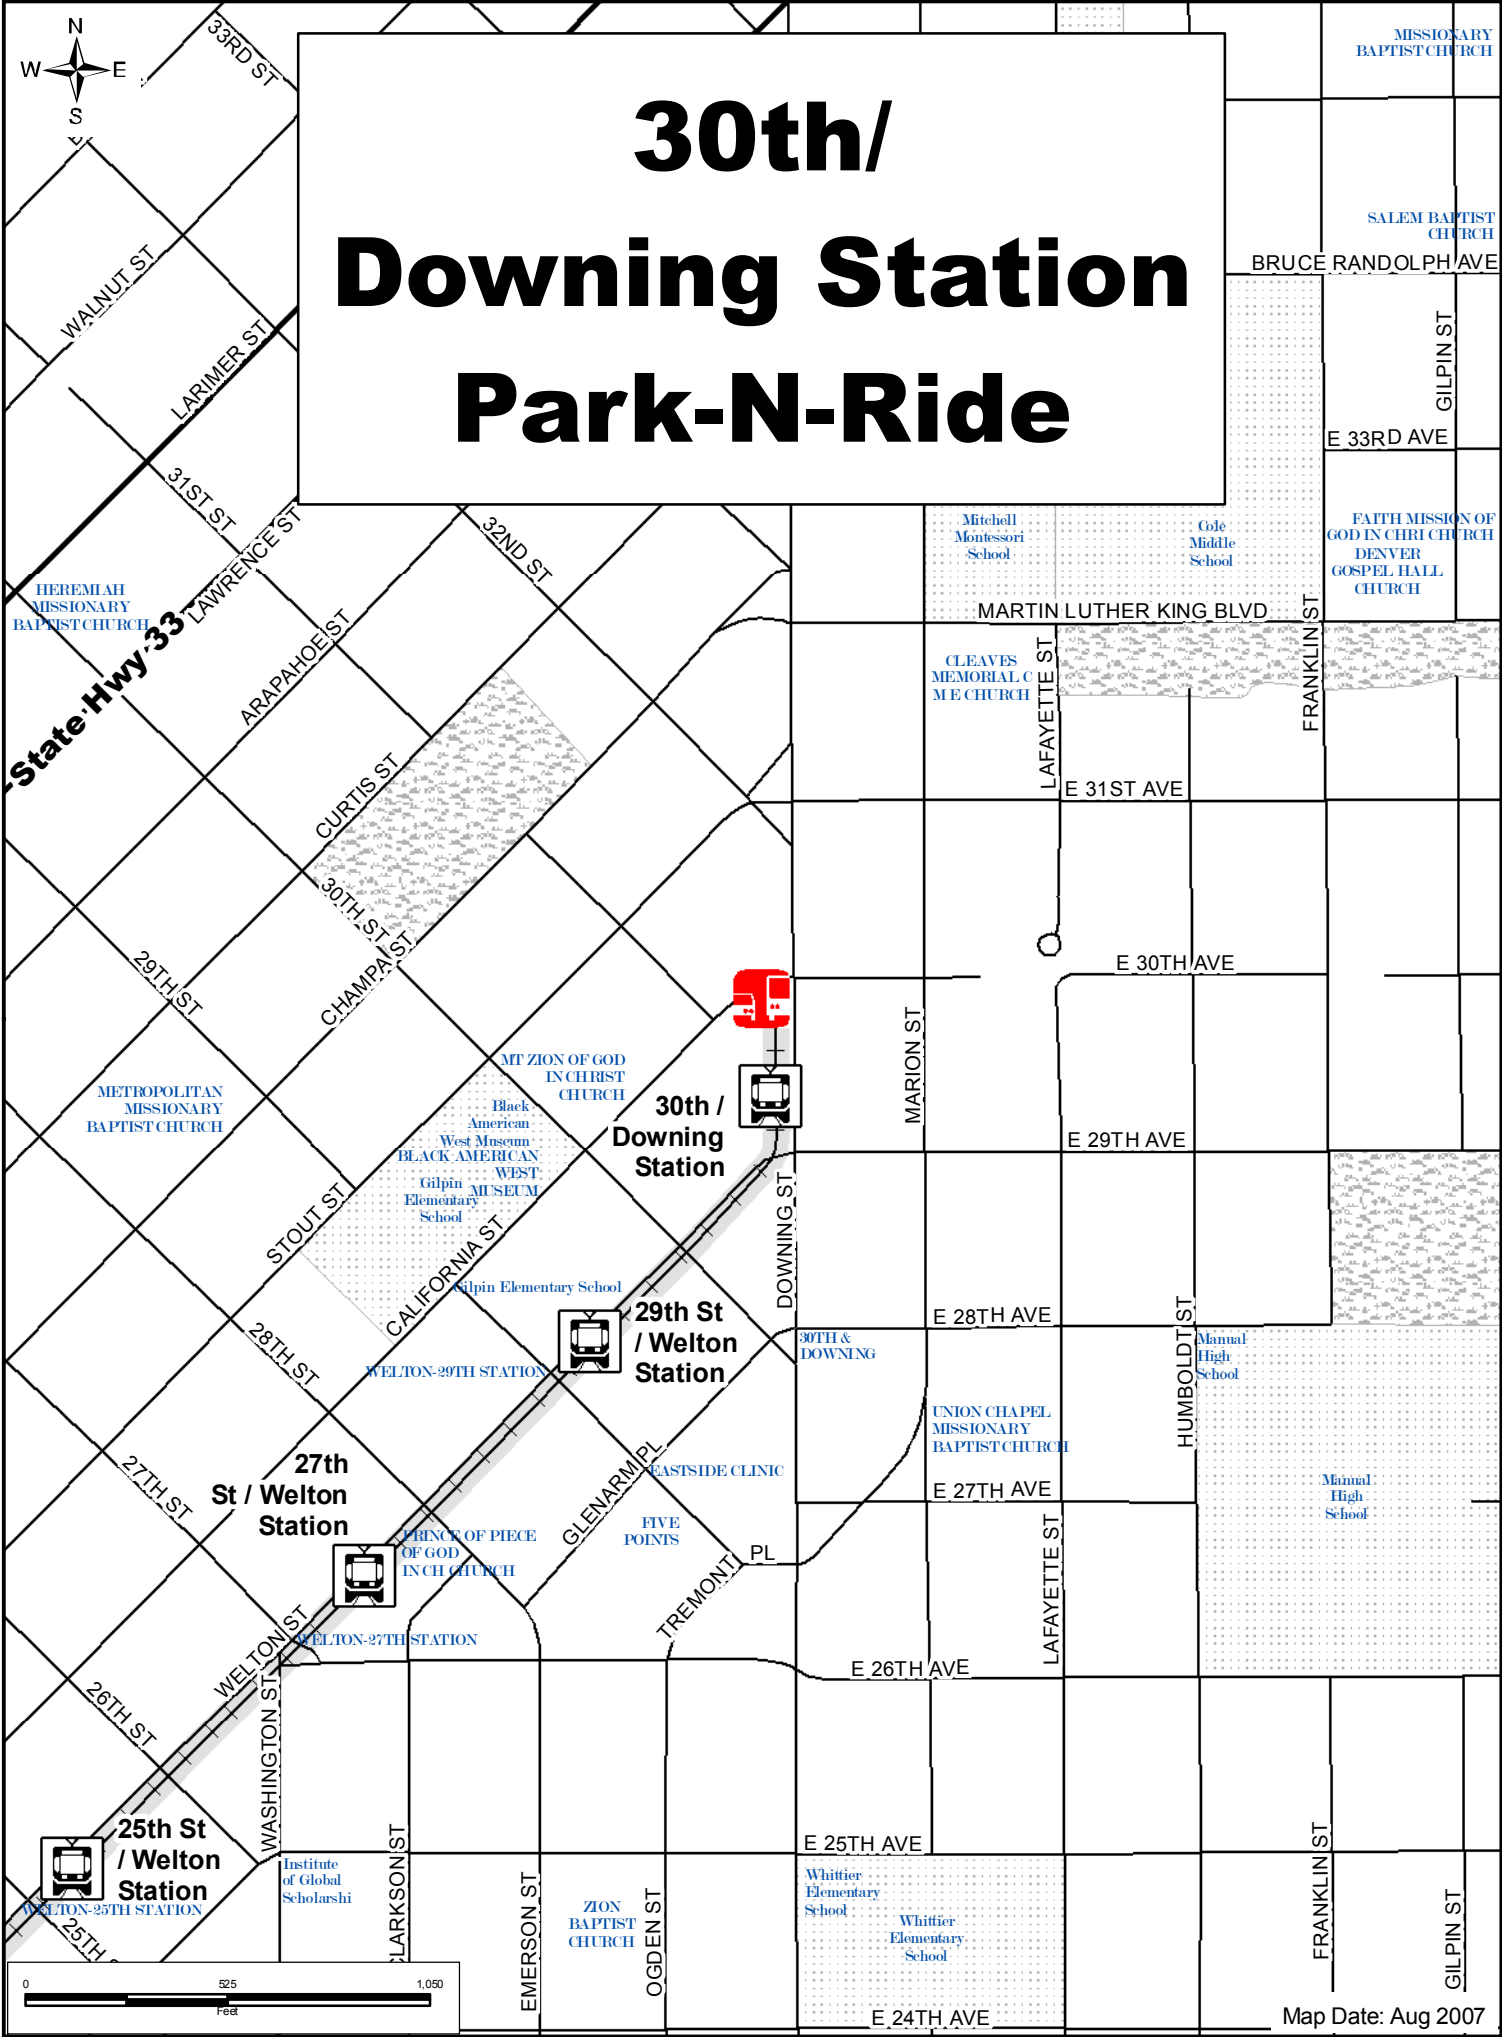 N
W E
S
33RD ST
30th/
Downing Station
Park-N-Ride
MISSIONARY
BAPTIST CHURCH
SALEM BAPTIST
CHURCH
BRUCE RANDOLPH AVE
WALNUT ST
LARIMER ST
GILPIN ST
E 33RD AVE
31ST ST
LAWRENCE ST
32ND ST
Mitchell
Montessori
School
Cole
Middle
School
FAITH MISSION OF
GOD IN CHRI CHURCH
DENVER
GOSPEL HALL
CHURCH
HEREMIAH
MISSIONARY
BAPTIST CHURCH
State Hwy 33
ARAPAHOE ST
MARTIN LUTHER KING BLVD
FRANKLIN ST
CLEAVES
MEMORIAL C
M E CHURCH
LAFAYETTE ST
CURTIS ST
E 31ST AVE
30TH ST
CHAMPA ST
29TH ST
E 30TH AVE
MARION ST
METROPOLITAN
MISSIONARY
BAPTIST CHURCH
MT ZION OF GOD
IN CHRIST
CHURCH
Black
American
West Museum
BLACK AMERICAN
WEST
MUSEUM
Gilpin
Elementary
School
30th /
Downing
Station
E 29TH AVE
STOUT ST
CALIFORNIA ST
DOWNING ST
Gilpin Elementary School
29th St
/ Welton
Station
E 28TH AVE
HUMBOLDT ST
28TH ST
WELTON-29TH STATION
30TH &
DOWNING
Manual
High
School
UNION CHAPEL
MISSIONARY
BAPTIST CHURCH
27TH ST
27th
St / Welton
Station
GLENARM PL
EASTSIDE CLINIC
E 27TH AVE
Manual
High
School
PRINCE OF PIECE
OF GOD
IN CH CHURCH
FIVE
POINTS
TREMONT PL
LAFAYETTE ST
WELTON ST
WELTON-27TH STATION
E 26TH AVE
26TH ST
WASHINGTON ST
25th St
/ Welton
Station
WELTON-25TH STATION
25TH
Institute
of Global
Scholarshi
CLARKSON ST
EMERSON ST
ZION
BAPTIST
CHURCH
OGDEN ST
E 25TH AVE
Whittier
Elementary
School
Whittier
Elementary
School
FRANKLIN ST
GILPIN ST
0 525 1,050
Feet
E 24TH AVE
Map Date: Aug 2007